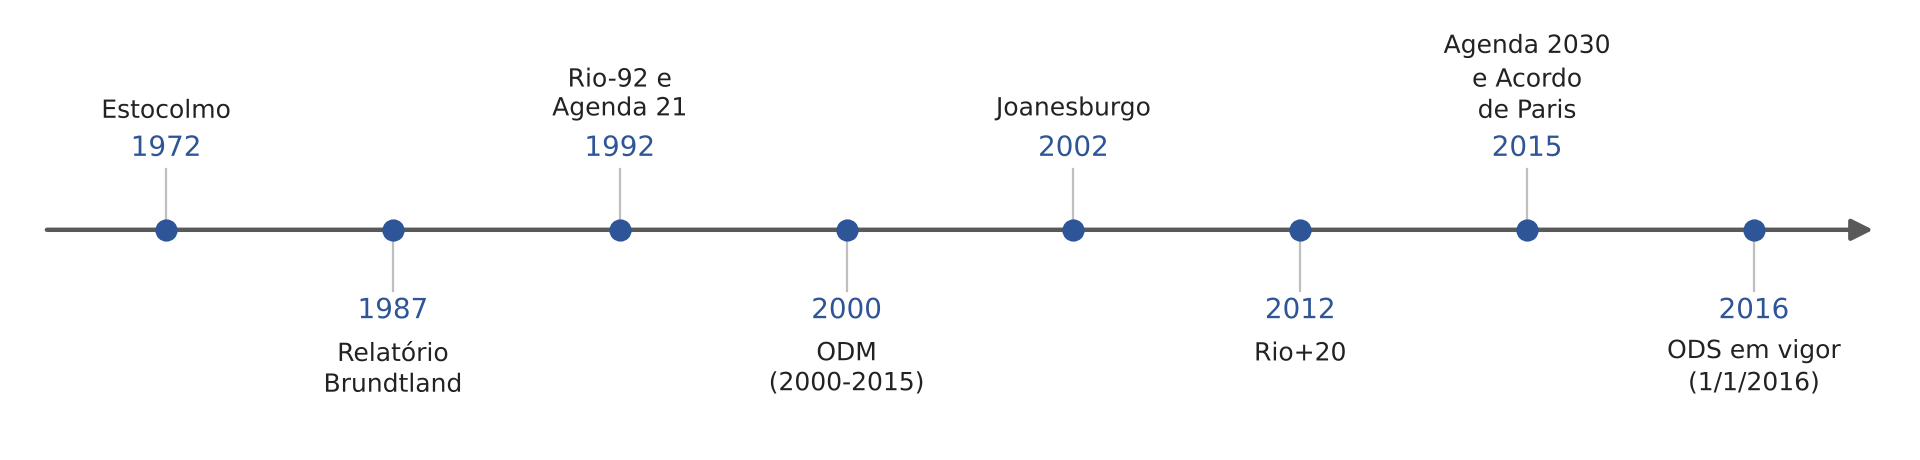 Estocolmo
1972
1987
Relatório
Brundtland
Rio-92 e
Agenda 21
1992
2000
ODM
(2000-2015)
Joanesburgo
2002
2012
Rio+20
Agenda 2030
e Acordo
de Paris
2015
2016
ODS em vigor
(1/1/2016)